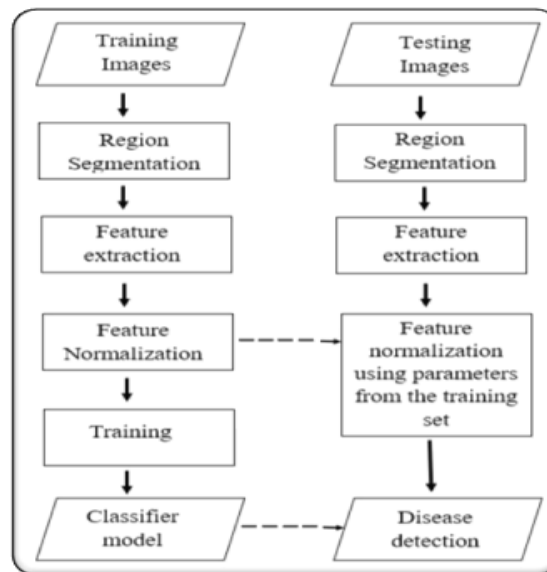 Training
Images
Region
Segmentation
Feature
extraction
Feature
Normalization
Training
Classifier
model
Testing
Images
Region
Segmentation
Feature
extraction
Feature
normalization
using parameters
from the training
set
Disease
detection